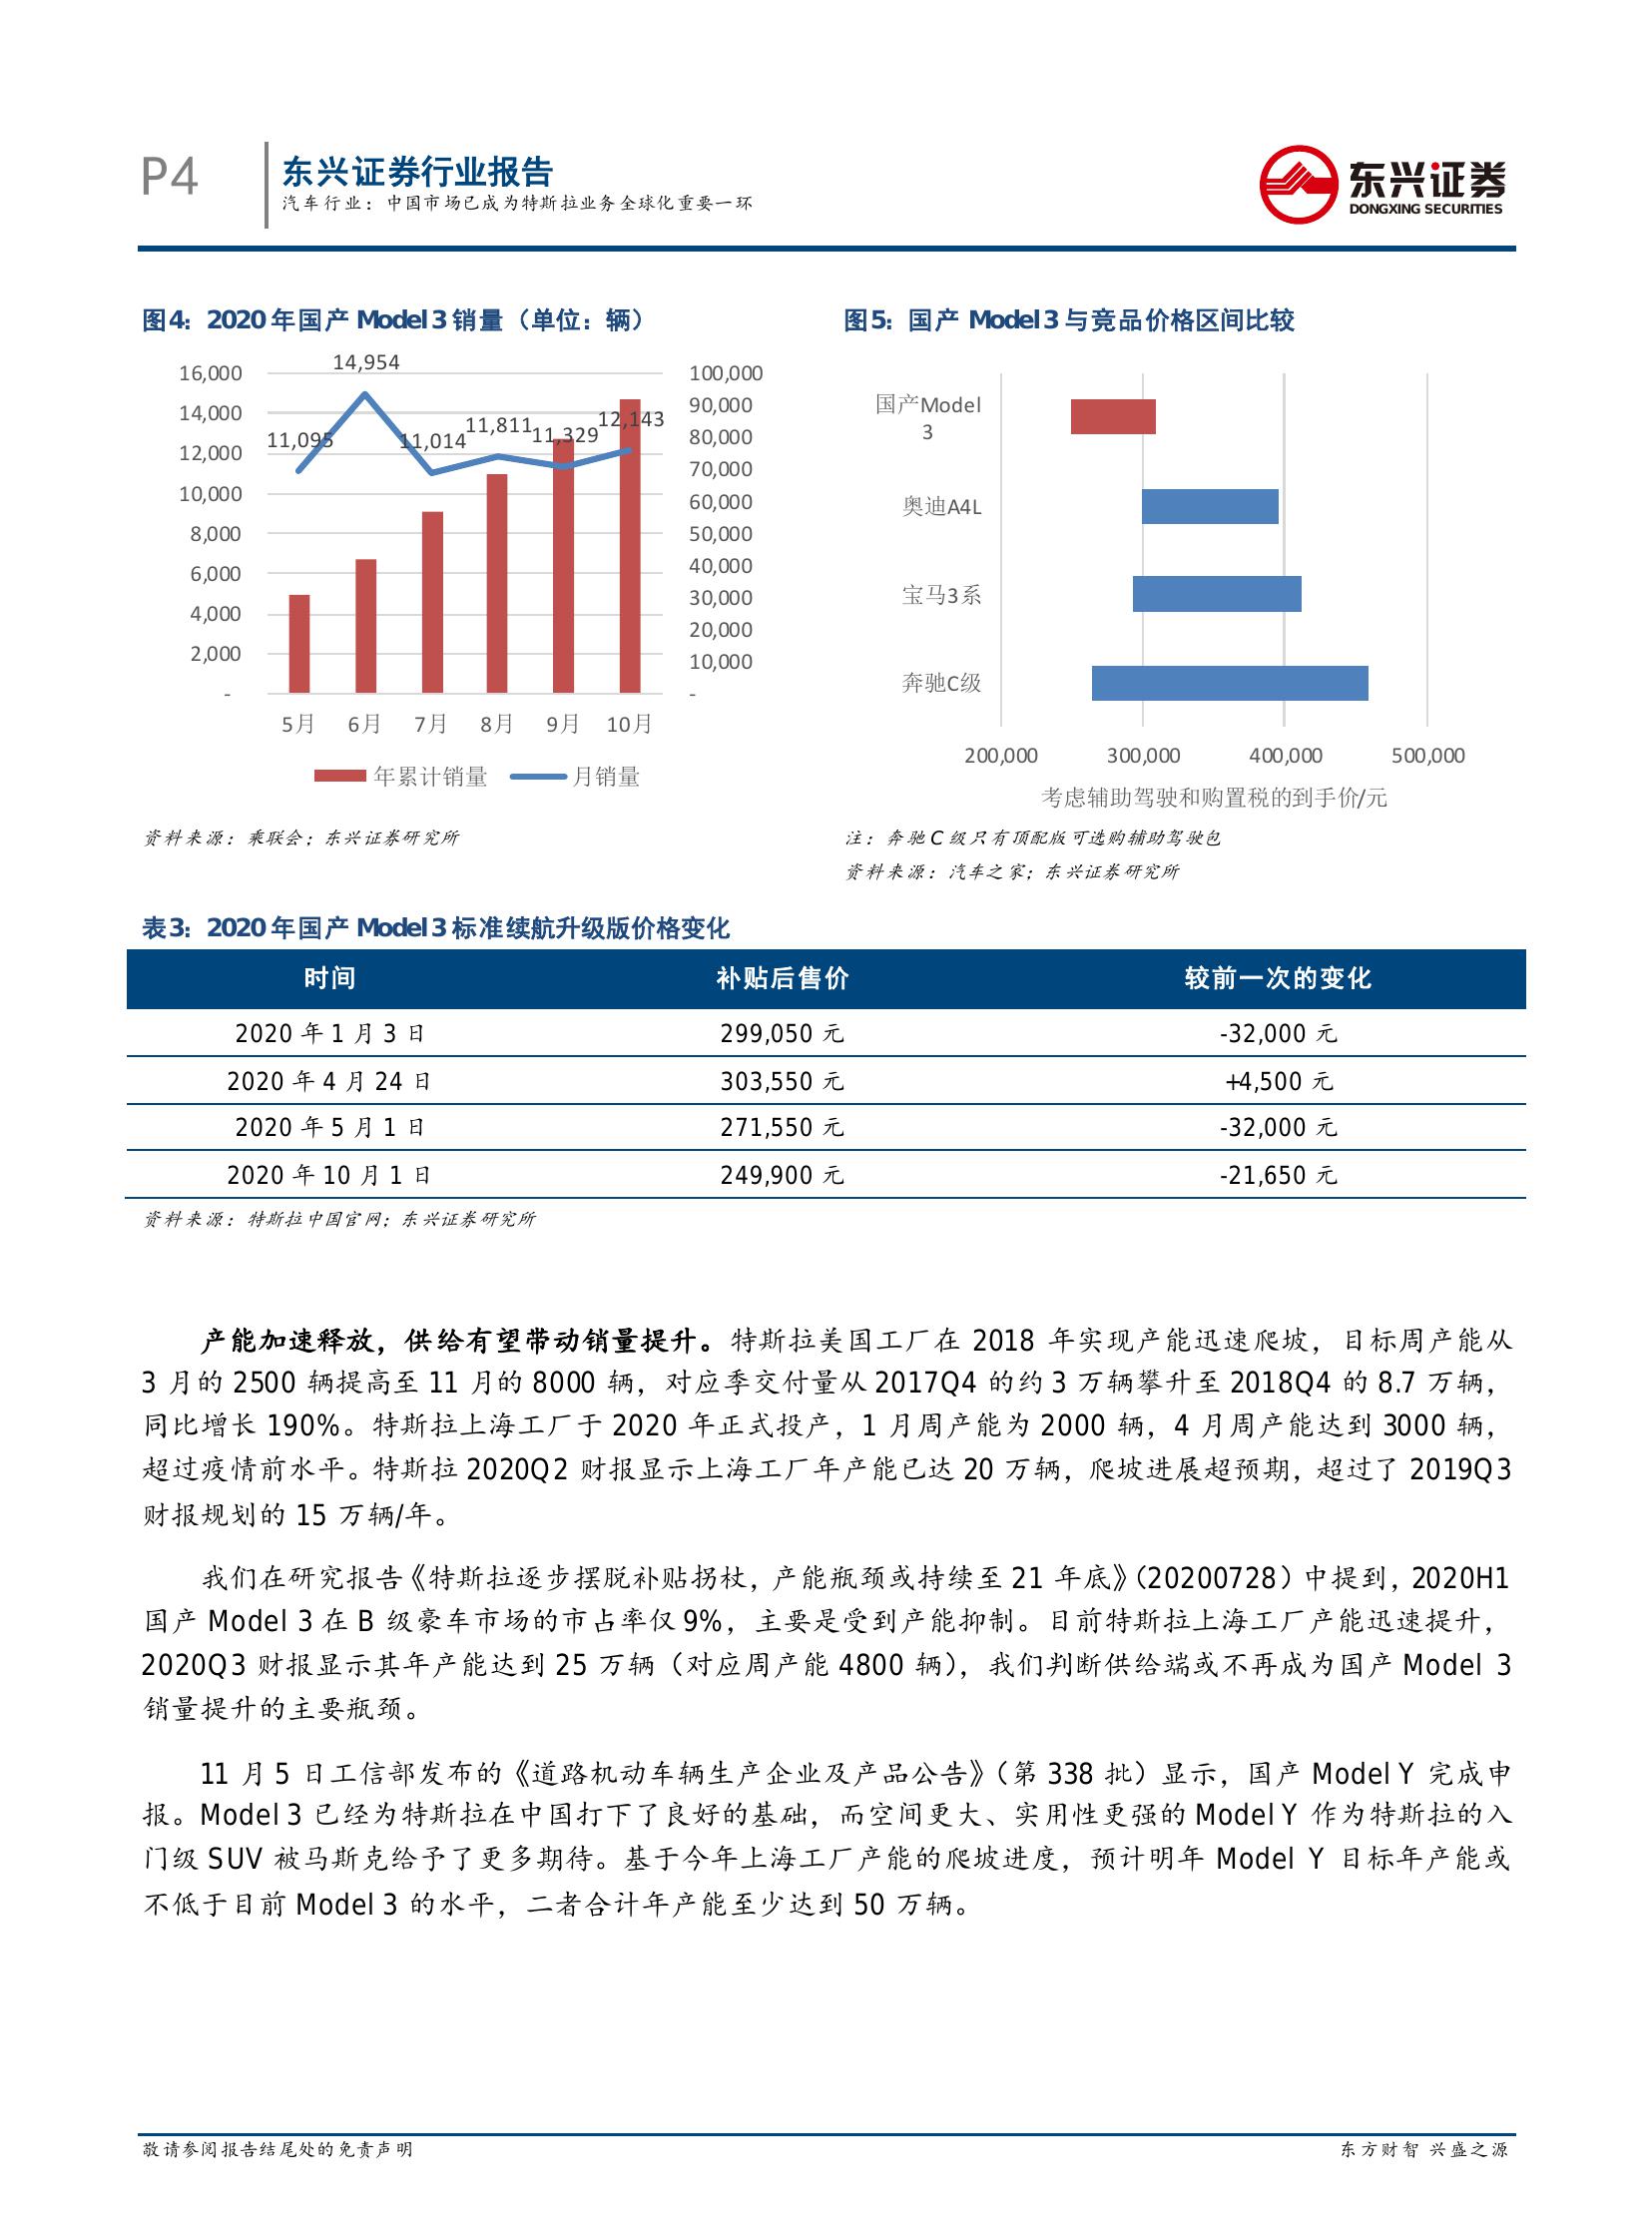 P4
东兴证券行业报告
汽车行业：中国市场已成为特斯拉业务全球化重要一环
东兴证券
DONGXING SECURITIES
图4：2020 年国产 Model 3 销量（单位：辆）
16,000
14,000
12,000
10,000
8,000
6,000
4,000
2,000
-
11,095
14,954
11,014
11,811
11,329
12,143
100,000
90,000
80,000
70,000
60,000
50,000
40,000
30,000
20,000
10,000
-
5月 6月 7月 8月 9月 10月
年累计销量 月销量
资料来源：乘联会；东兴证券研究所
图5：国产 Model 3 与竞品价格区间比较
国产Model
3
奥迪A4L
宝马3系
奔驰C级
200,000 300,000 400,000 500,000
考虑辅助驾驶和购置税的到手价/元
注：奔驰 C 级只有顶配版可选购辅助驾驶包
资料来源：汽车之家；东兴证券研究所
表3：2020 年国产 Model 3 标准续航升级版价格变化
时间 补贴后售价 较前一次的变化
2020 年 1 月 3 日 299,050 元 -32,000 元
2020 年 4 月 24 日 303,550 元 +4,500 元
2020 年 5 月 1 日 271,550 元 -32,000 元
2020 年 10 月 1 日 249,900 元 -21,650 元
资料来源：特斯拉中国官网；东兴证券研究所
产能加速释放，供给有望带动销量提升。特斯拉美国工厂在 2018 年实现产能迅速爬坡，目标周产能从
3 月的 2500 辆提高至 11 月的 8000 辆，对应季交付量从 2017Q4 的约 3 万辆攀升至 2018Q4 的 8.7 万辆，
同比增长 190%。特斯拉上海工厂于 2020 年正式投产，1 月周产能为 2000 辆，4 月周产能达到 3000 辆，
超过疫情前水平。特斯拉 2020Q2 财报显示上海工厂年产能已达 20 万辆，爬坡进展超预期，超过了 2019Q3
财报规划的 15 万辆/年。
我们在研究报告《特斯拉逐步摆脱补贴拐杖，产能瓶颈或持续至 21 年底》（20200728）中提到，2020H1
国产 Model 3 在 B 级豪车市场的市占率仅 9%，主要是受到产能抑制。目前特斯拉上海工厂产能迅速提升，
2020Q3 财报显示其年产能达到 25 万辆（对应周产能 4800 辆），我们判断供给端或不再成为国产 Model 3
销量提升的主要瓶颈。
11 月 5 日工信部发布的《道路机动车辆生产企业及产品公告》（第 338 批）显示，国产 Model Y 完成申
报。Model 3 已经为特斯拉在中国打下了良好的基础，而空间更大、实用性更强的 Model Y 作为特斯拉的入
门级 SUV 被马斯克给予了更多期待。基于今年上海工厂产能的爬坡进度，预计明年 Model Y 目标年产能或
不低于目前 Model 3 的水平，二者合计年产能至少达到 50 万辆。
敬请参阅报告结尾处的免责声明
东方财智 兴盛之源